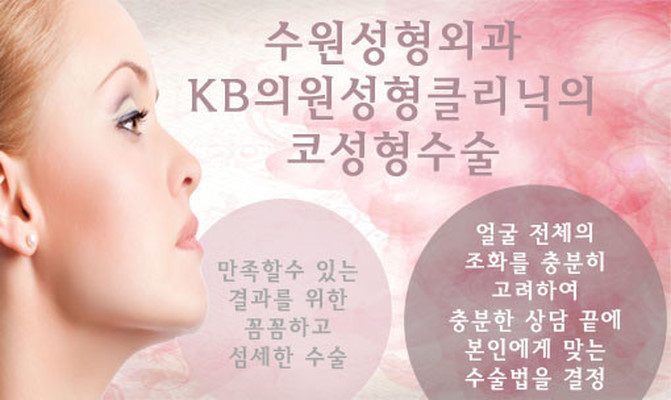 수원성형외과
KB의원성형클리닉의
코성형수술
만족할수 있는
결과를 위한
꼼꼼하고
섬세한 수술
얼굴 전체의
조화를 충분히
고려하여
충분한 상담 끝에
본인에게 맞는
수술법을 결정